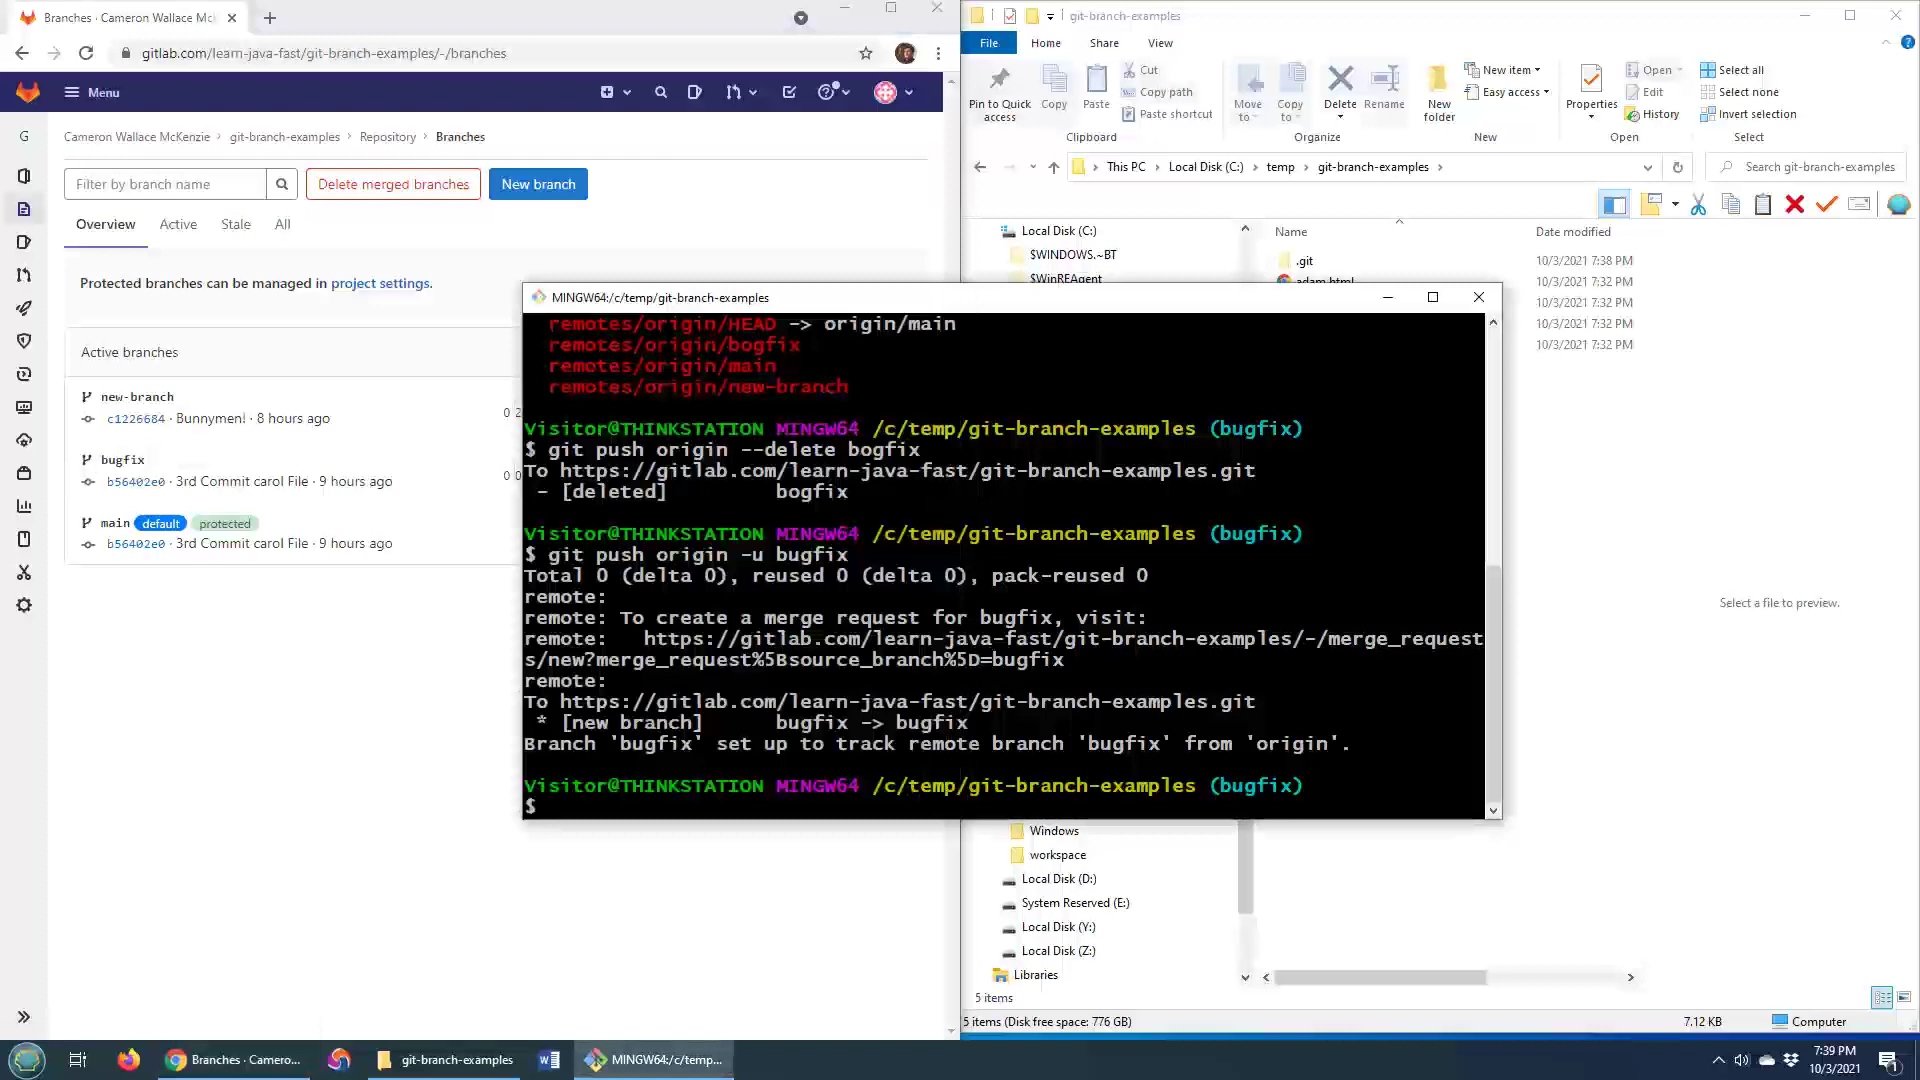 Branches · Cameron Wallace McK
gitlab.com/learn-java-fast/git-branch-examples/-/branches
Menu
G
Cameron Wallace McKenzie › git-branch-examples › Repository › Branches
Filter by branch name
Delete merged branches
New branch
Overview Active Stale All
Protected branches can be managed in project settings.
Active branches
new-branch
c1226684 · Bunnymen! · 8 hours ago
0 2
bugfix
b56402e0 · 3rd Commit carol File · 9 hours ago
0 0
main default protected
b56402e0 · 3rd Commit carol File · 9 hours ago
git-branch-examples
File Home Share View
Pin to Quick access
Copy
Paste
Cut
Copy path
Paste shortcut
Clipboard
Move to
Copy to
Delete
Rename
Organize
New folder
New item
Easy access
New
Properties
Open
Edit
History
Open
Select all
Select none
Invert selection
Select
This PC › Local Disk (C:) › temp › git-branch-examples ›
Search git-branch-examples
Local Disk (C:)
$WINDOWS.~BT
$WinREAgent
Name Date modified
.git 10/3/2021 7:38 PM
adam.html 10/3/2021 7:32 PM
10/3/2021 7:32 PM
10/3/2021 7:32 PM
10/3/2021 7:32 PM
MINGW64:/c/temp/git-branch-examples
remotes/origin/HEAD -> origin/main
remotes/origin/bogfix
remotes/origin/main
remotes/origin/new-branch
Visitor@THINKSTATION MINGW64 /c/temp/git-branch-examples (bugfix)
$ git push origin --delete bogfix
To https://gitlab.com/learn-java-fast/git-branch-examples.git
- [deleted] bogfix
Visitor@THINKSTATION MINGW64 /c/temp/git-branch-examples (bugfix)
$ git push origin -u bugfix
Total 0 (delta 0), reused 0 (delta 0), pack-reused 0
remote:
remote: To create a merge request for bugfix, visit:
remote: https://gitlab.com/learn-java-fast/git-branch-examples/-/merge_request
s/new?merge_request%5Bsource_branch%5D=bugfix
remote:
To https://gitlab.com/learn-java-fast/git-branch-examples.git
* [new branch] bugfix -> bugfix
Branch 'bugfix' set up to track remote branch 'bugfix' from 'origin'.
Visitor@THINKSTATION MINGW64 /c/temp/git-branch-examples (bugfix)
$
Select a file to preview.
Windows
workspace
Local Disk (D:)
System Reserved (E:)
Local Disk (Y:)
Local Disk (Z:)
Libraries
5 items
5 items (Disk free space: 776 GB)
7.12 KB
Computer
Branches · Camero...
git-branch-examples
MINGW64:/c/temp...
7:39 PM
10/3/2021
1